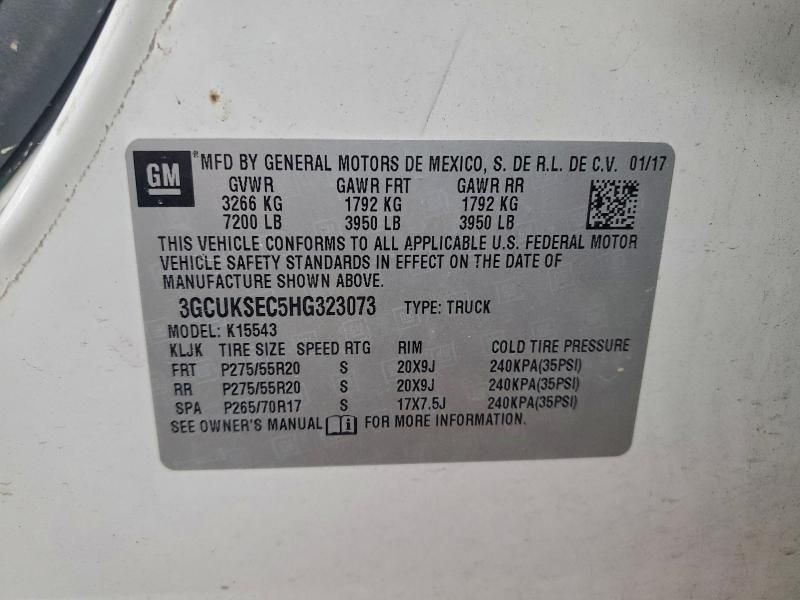 GM ® MFD BY GENERAL MOTORS DE MEXICO, S. DE R.L. DE C.V. 01/17
GVWR GAWR FRT GAWR RR
3266 KG 1792 KG 1792 KG
7200 LB 3950 LB 3950 LB
THIS VEHICLE CONFORMS TO ALL APPLICABLE U.S. FEDERAL MOTOR
VEHICLE SAFETY STANDARDS IN EFFECT ON THE DATE OF
MANUFACTURE SHOWN ABOVE.
3GCUKSEC5HG323073 TYPE: TRUCK
MODEL: K15543
KLJK TIRE SIZE SPEED RTG RIM COLD TIRE PRESSURE
FRT P275/55R20 S 20X9J 240KPA(35PSI)
RR P275/55R20 S 20X9J 240KPA(35PSI)
SPA P265/70R17 S 17X7.5J 240KPA(35PSI)
SEE OWNER'S MANUAL FOR MORE INFORMATION.